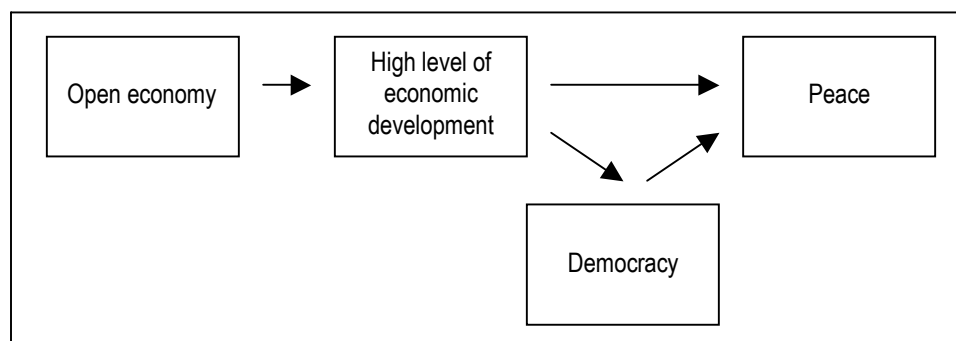 Open economy
High level of
economic
development
Peace
Democracy